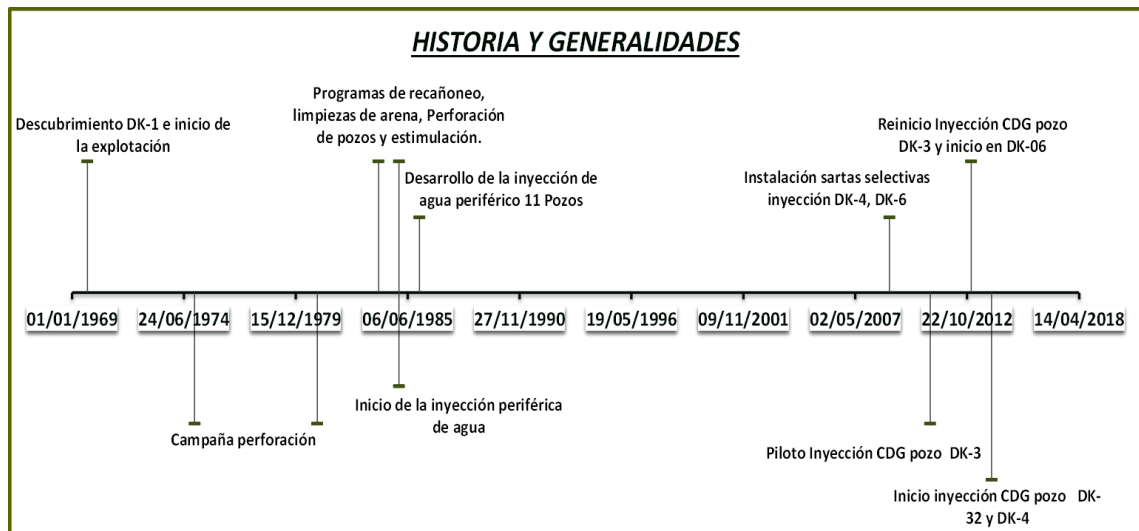 HISTORIA Y GENERALIDADES
Programas de recañoneo,
limpiezas de arena, Perforación
de pozos y estimulación.
Descubrimiento DK-1 e inicio de
la explotación
Reinicio Inyección CDG pozo
DK-3 y inicio en DK-06
Desarrollo de la inyección de
agua periférico 11 Pozos
Instalación sartas selectivas
inyección DK-4, DK-6
01/01/1969 24/06/1974 15/12/1979 06/06/1985 27/11/1990 19/05/1996 09/11/2001 02/05/2007 22/10/2012 14/04/2018
Inicio de la inyección periférica
de agua
Campaña perforación
Piloto Inyección CDG pozo DK-3
Inicio inyección CDG pozo DK-
32 y DK-4